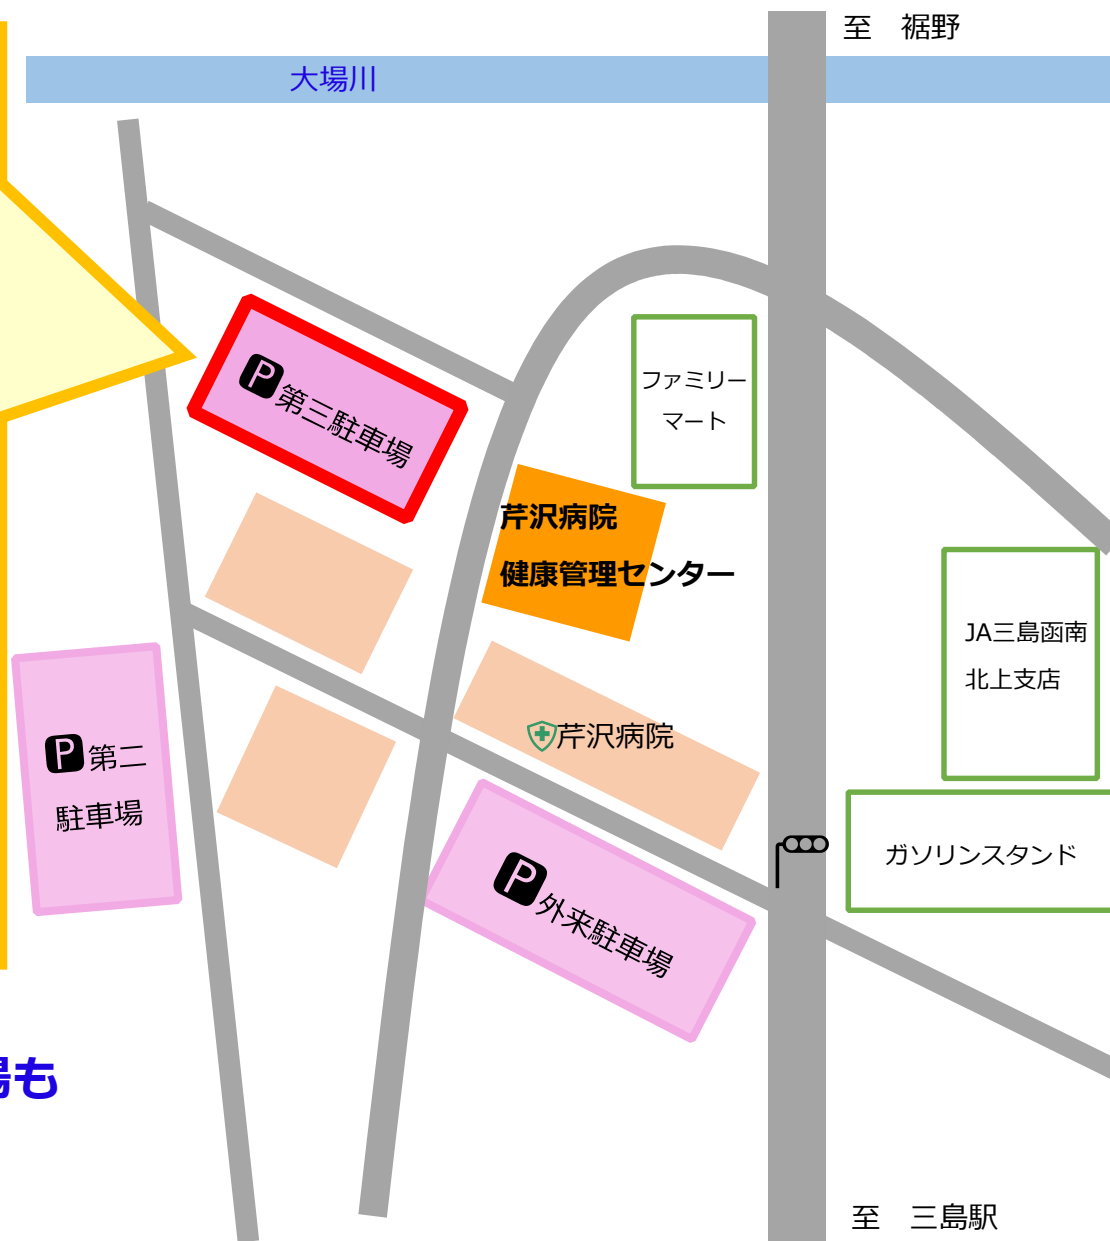 至　裾野
大場川
P 第三駐車場
ファミリー
マート
芹沢病院
健康管理センター
JA三島函南
北上支店
芹沢病院
P 第二
駐車場
ガソリンスタンド
P 外来駐車場
場も
至　三島駅